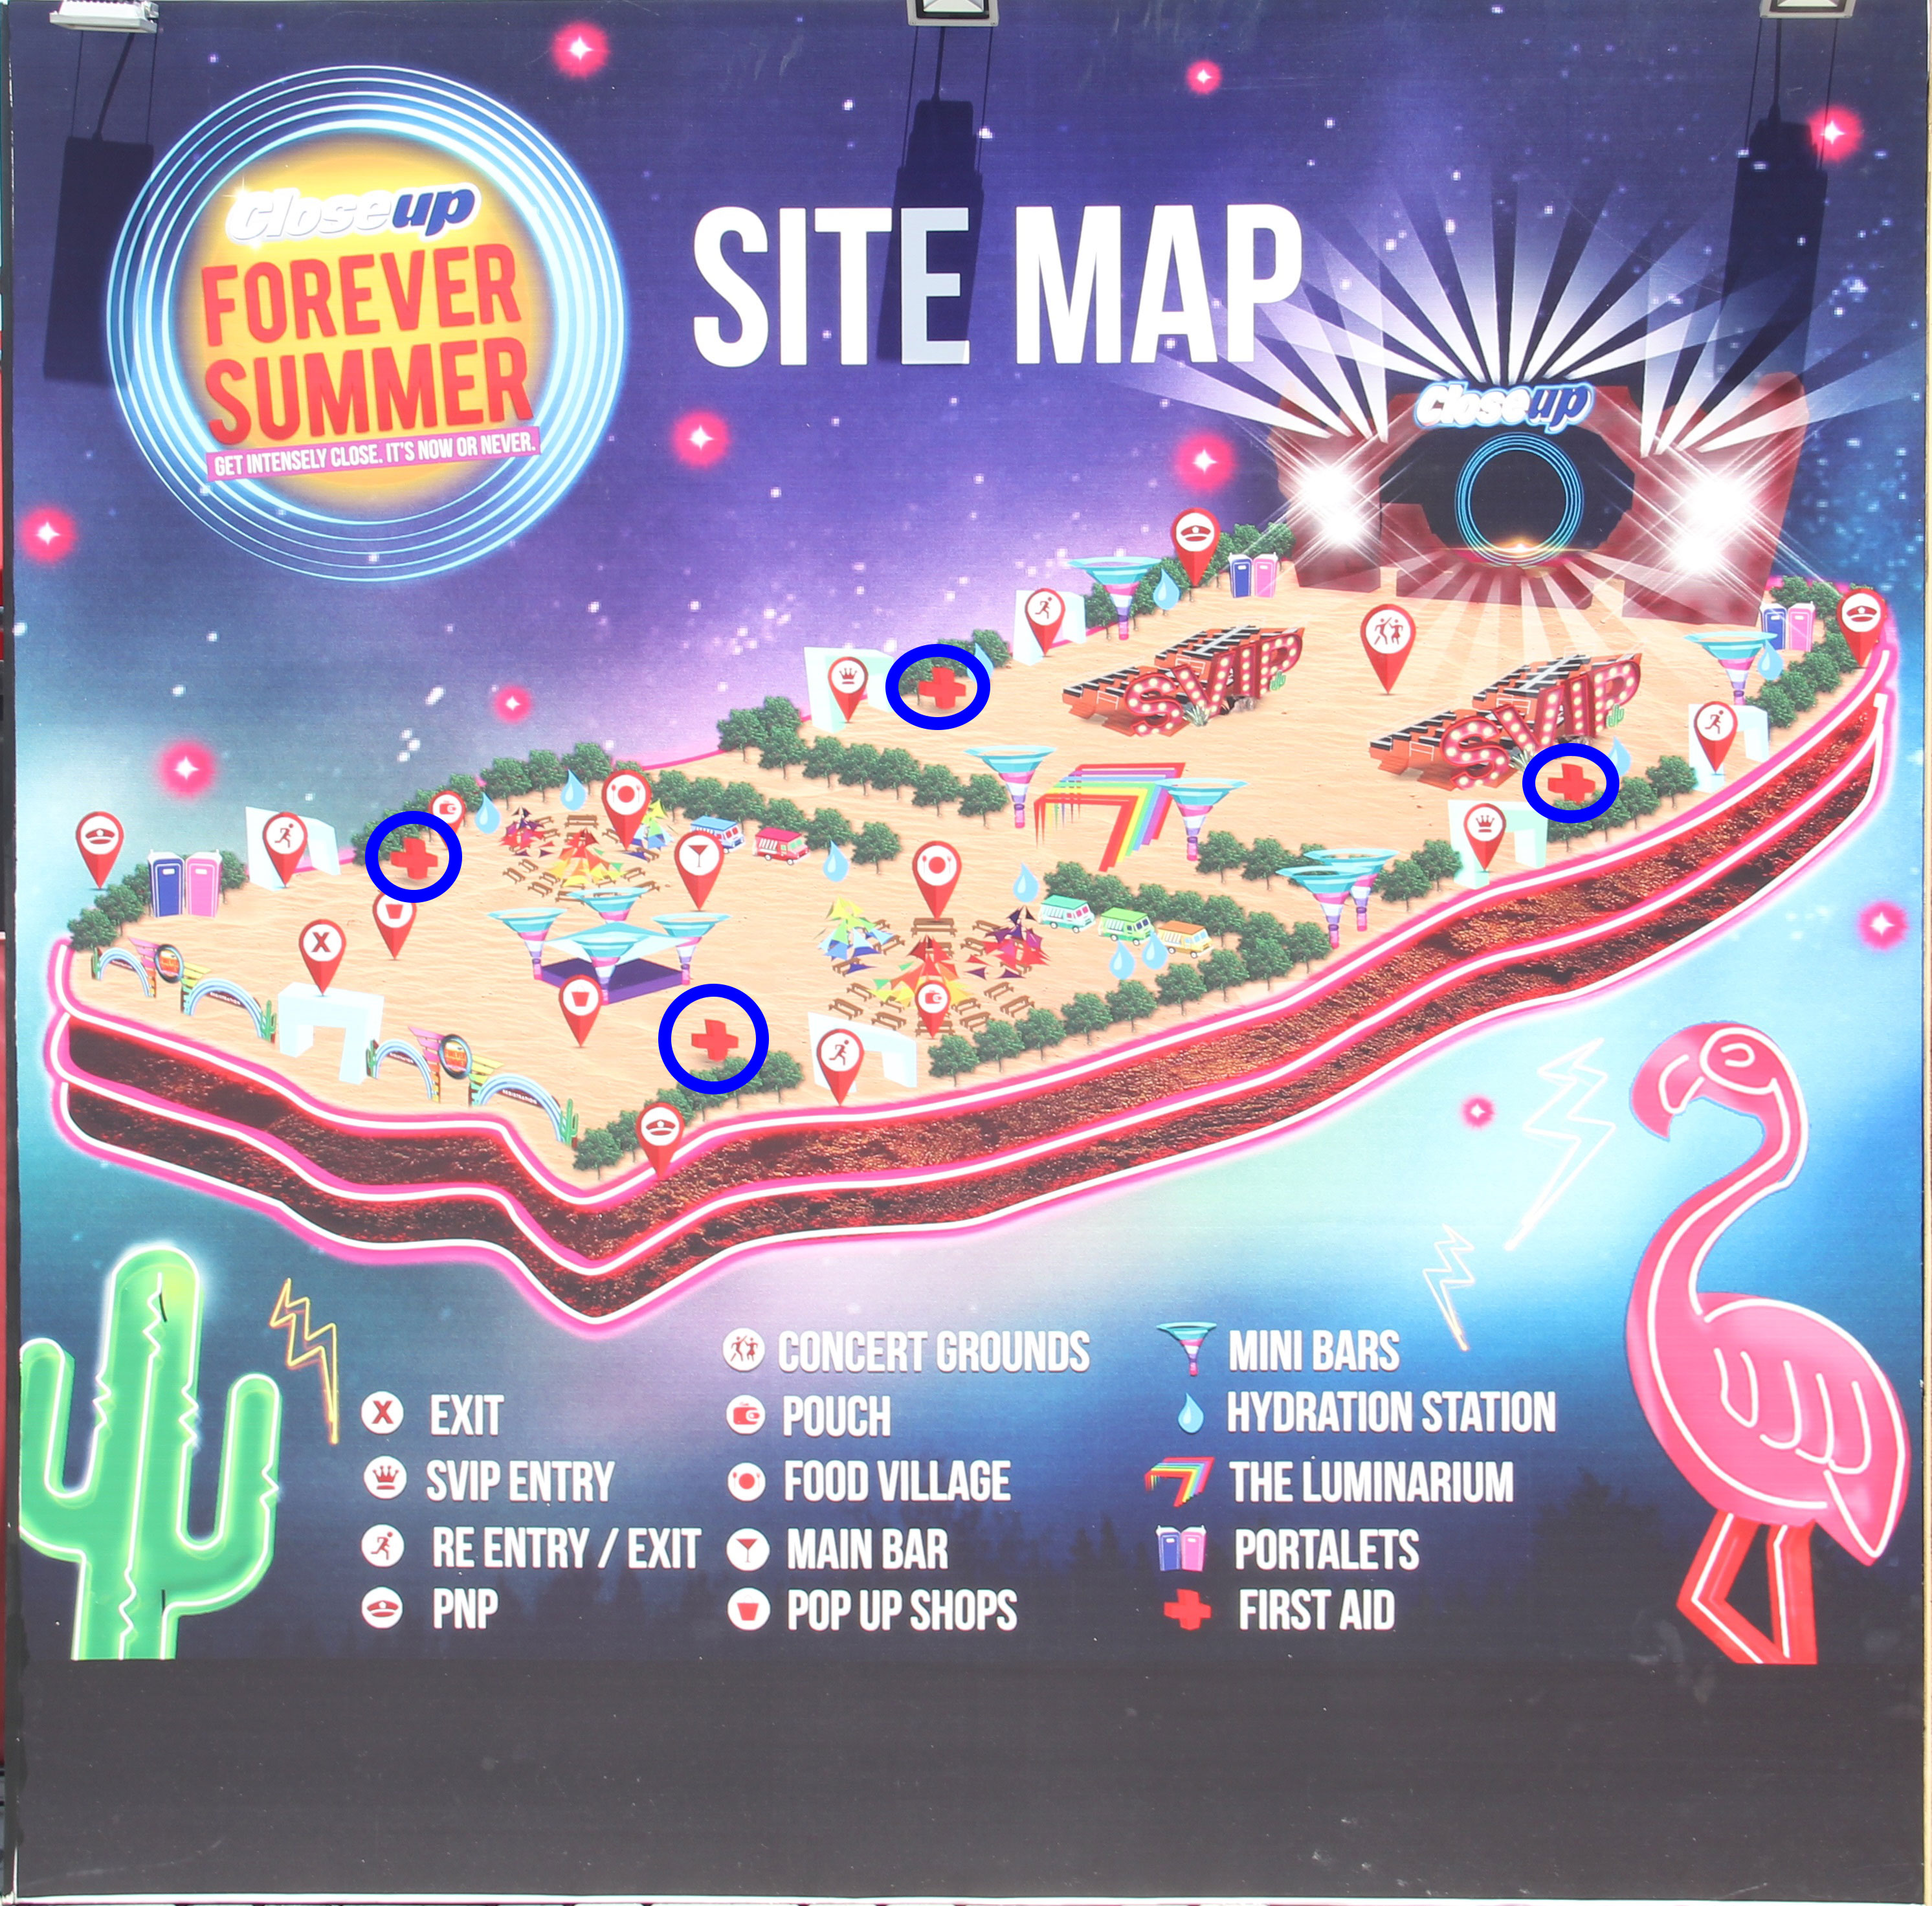 Closeup
FOREVER
SUMMER
GET INTENSELY CLOSE. IT'S NOW OR NEVER.
SITE MAP
Closeup
SVIP
SVIP
X
CONCERT GROUNDS
MINI BARS
X EXIT
POUCH
HYDRATION STATION
SVIP ENTRY
FOOD VILLAGE
THE LUMINARIUM
RE ENTRY / EXIT
MAIN BAR
PORTALETS
PNP
POP UP SHOPS
FIRST AID